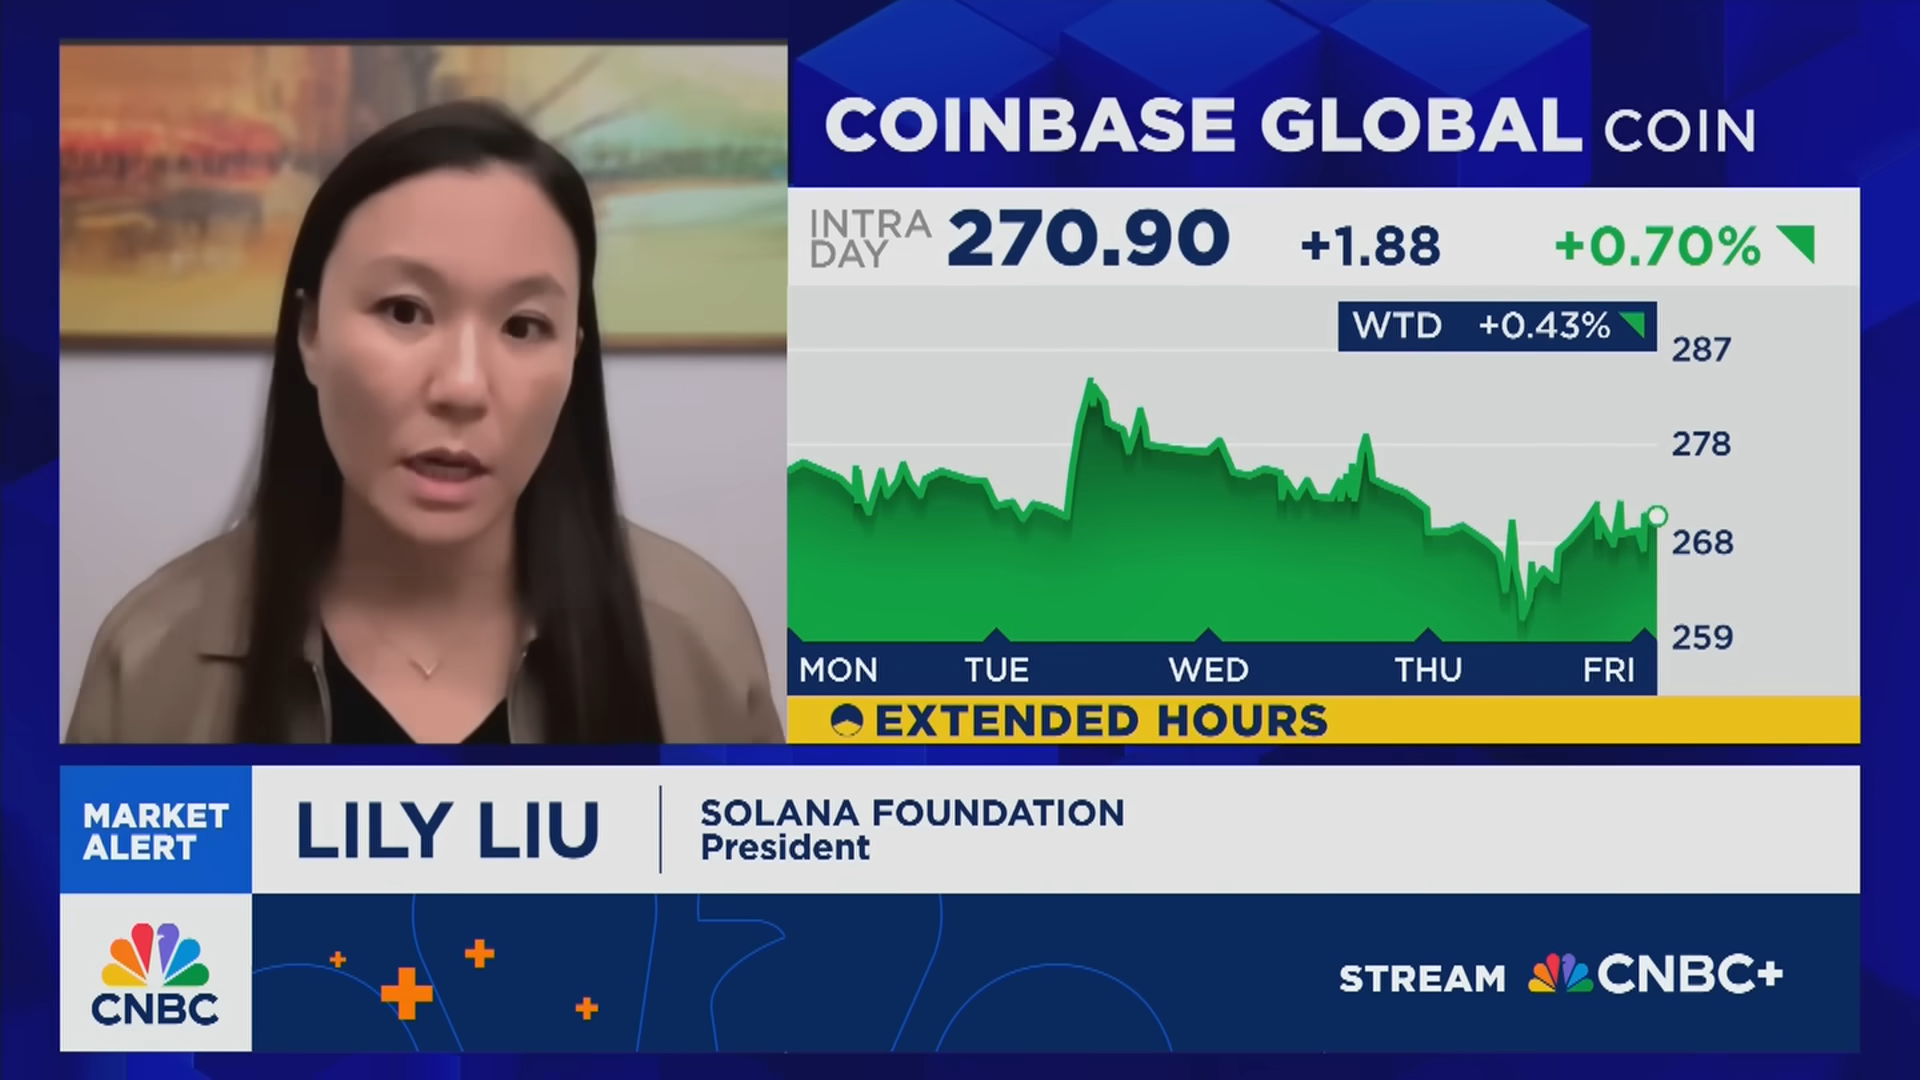 COINBASE GLOBAL COIN
INTRA DAY 270.90 +1.88 +0.70%
WTD +0.43%
287
278
268
259
MON TUE WED THU FRI
EXTENDED HOURS
MARKET ALERT
LILY LIU
SOLANA FOUNDATION
President
CNBC
STREAM CNBC+